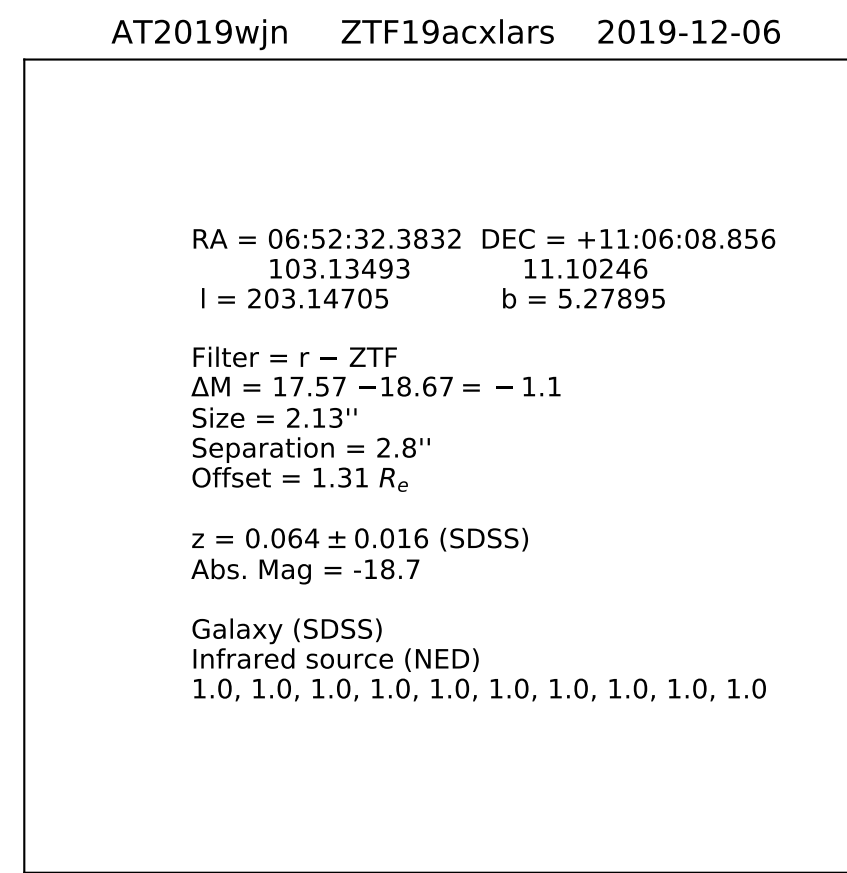 AT2019wjn ZTF19acxlars 2019-12-06
RA = 06:52:32.3832 DEC = +11:06:08.856
103.13493 11.10246
l = 203.14705 b = 5.27895
Filter = r − ZTF
ΔM = 17.57 −18.67 = − 1.1
Size = 2.13''
Separation = 2.8''
Offset = 1.31 Re
z = 0.064 ± 0.016 (SDSS)
Abs. Mag = -18.7
Galaxy (SDSS)
Infrared source (NED)
1.0, 1.0, 1.0, 1.0, 1.0, 1.0, 1.0, 1.0, 1.0, 1.0